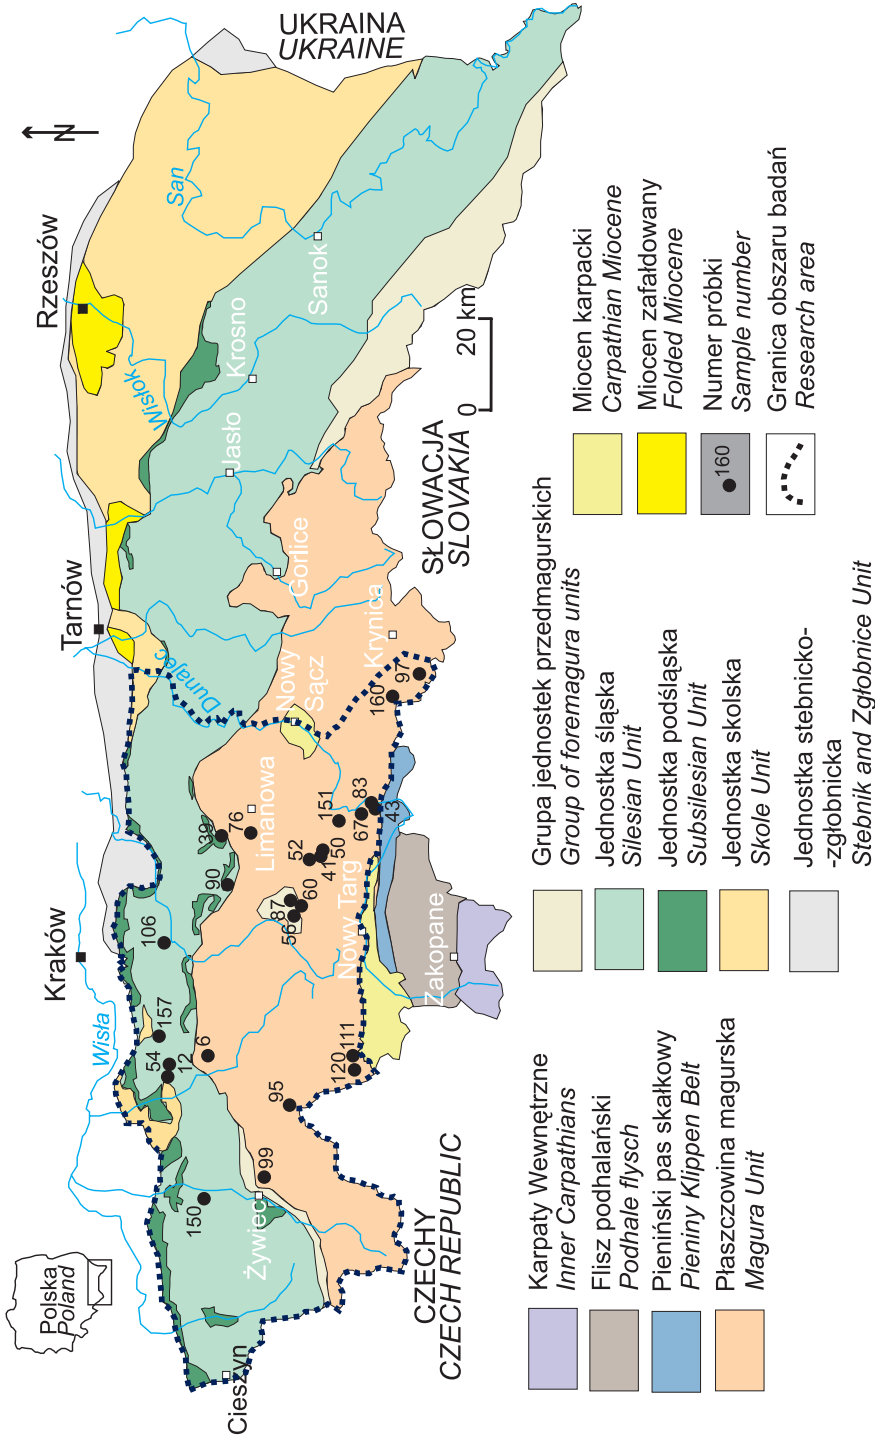 Polska
Poland
N
UKRAINA
UKRAINE
Rzeszów
Tarnów
Kraków
Wisła
San
Wisłok
Dunajec
Cieszyn
Żywiec
Sanok
Krosno
Jasło
Gorlice
Nowy
Sącz
Krynica
Limanowa
Nowy Targ
Zakopane
150
99
95
54
12
157
6
106
90
39
76
120
111
56
87
60
52
41
50
151
67
83
43
160
97
CZECHY
CZECH REPUBLIC
SŁOWACJA
SLOVAKIA
0
20 km
Karpaty Wewnętrzne
Inner Carpathians
Flisz podhalański
Podhale flysch
Pieniński pas skałkowy
Pieniny Klippen Belt
Płaszczowina magurska
Magura Unit
Grupa jednostek przedmagurskich
Group of foremagura units
Jednostka śląska
Silesian Unit
Jednostka podśląska
Subsilesian Unit
Jednostka skolska
Skole Unit
Jednostka stebnicko-
-zgłobnicka
Stebnik and Zgłobnice Unit
Miocen karpacki
Carpathian Miocene
Miocen zafałdowany
Folded Miocene
160
Numer próbki
Sample number
Granica obszaru badań
Research area